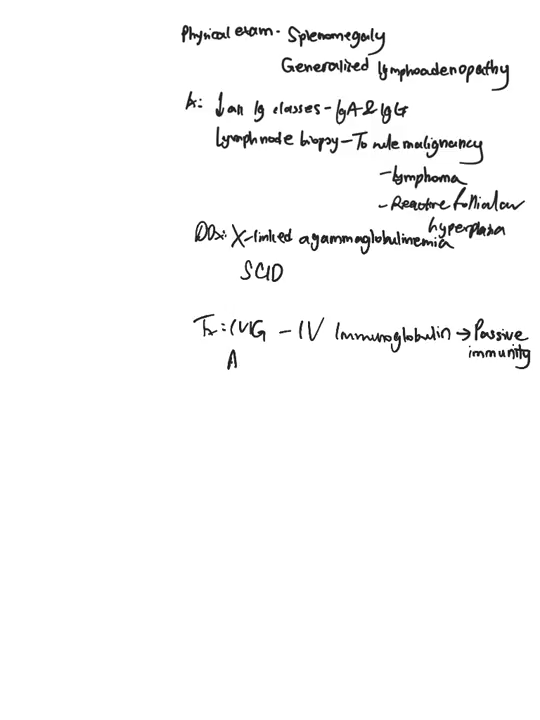 Physical exam - Splenomegaly
Generalized lymphoadenopathy
Ix: ↓ all Ig classes - IgA & IgG
Lymph node biopsy - To rule malignancy
- Lymphoma
- Reactive follicular
hyperplasia
DDx: X-linked agammaglobulinemia
SCID
Tx: IVIG - IV Immunoglobulin → Passive
immunity
A